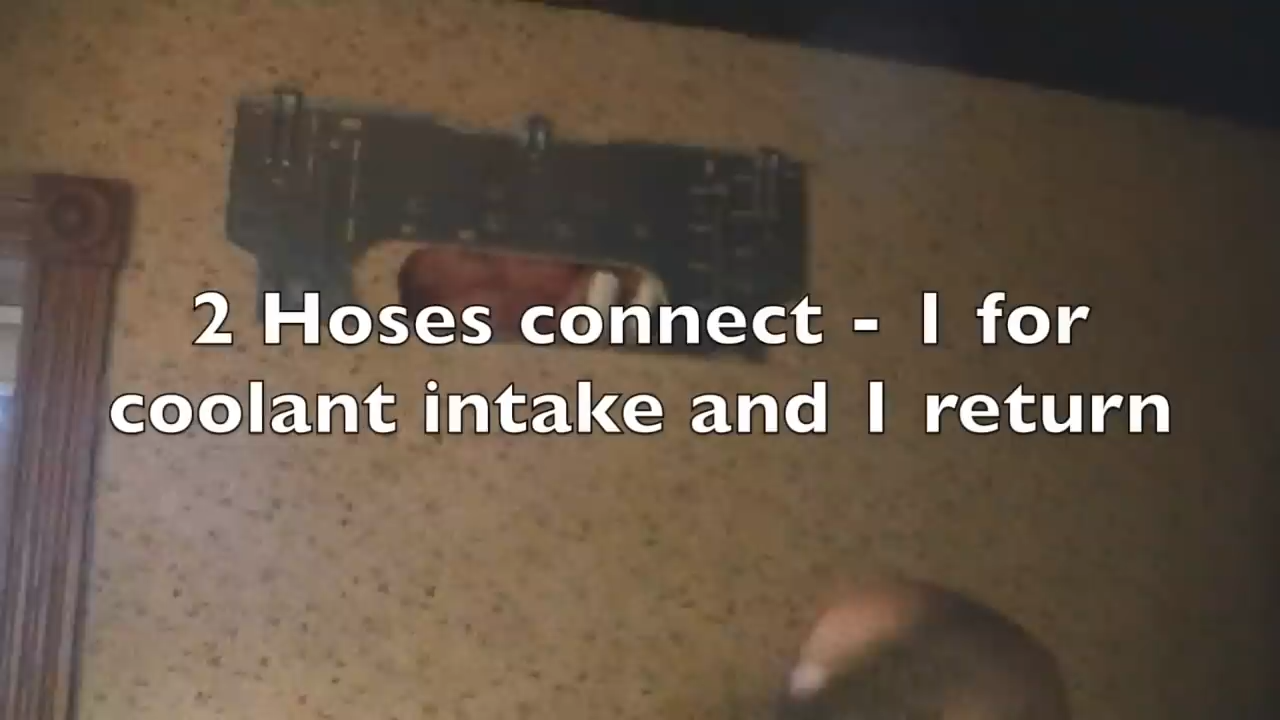 2 Hoses connect - 1 for
coolant intake and 1 return